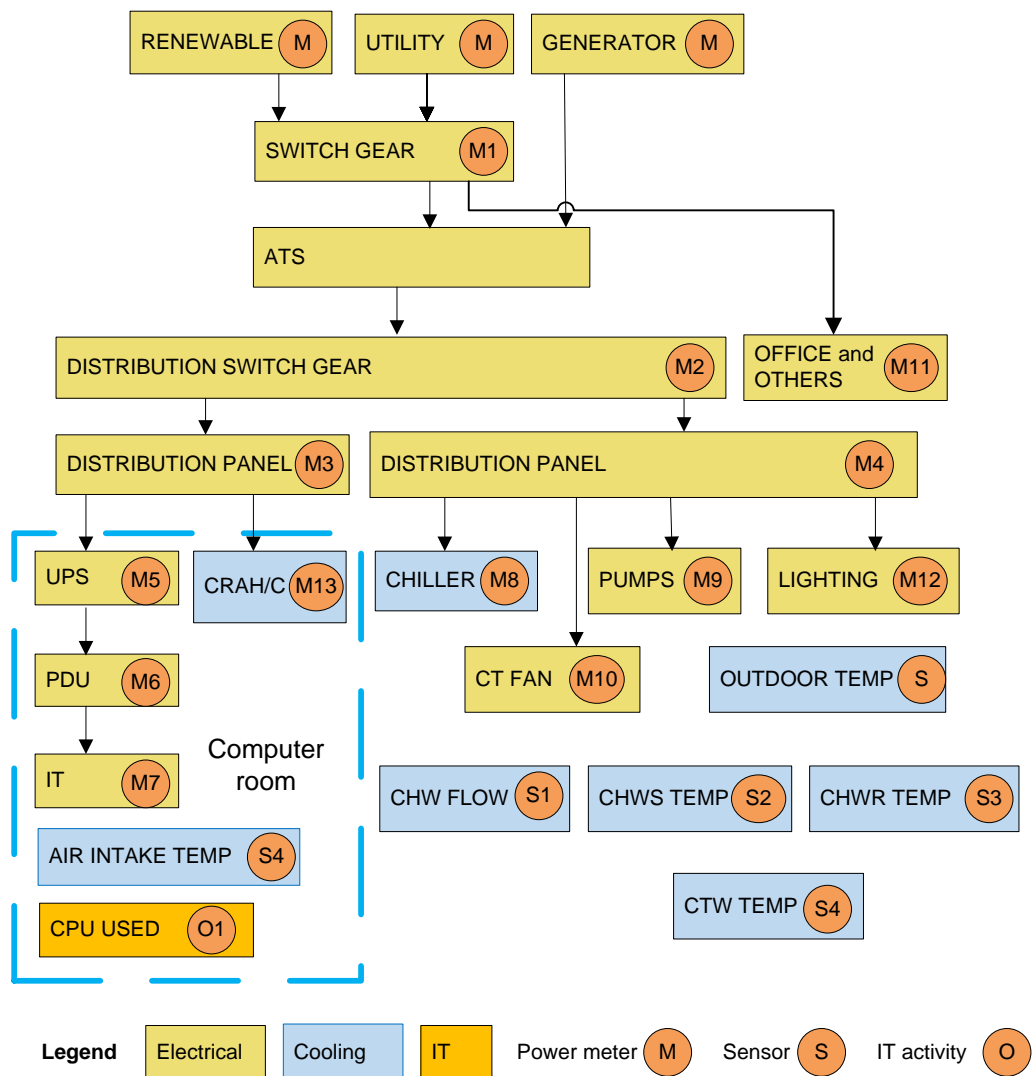 RENEWABLE M
UTILITY M
GENERATOR M
SWITCH GEAR M1
ATS
DISTRIBUTION SWITCH GEAR M2
OFFICE and
OTHERS M11
DISTRIBUTION PANEL M3
DISTRIBUTION PANEL M4
UPS M5
CRAH/C M13
CHILLER M8
PUMPS M9
LIGHTING M12
PDU M6
CT FAN M10
OUTDOOR TEMP S
IT M7
Computer
room
CHW FLOW S1
CHWS TEMP S2
CHWR TEMP S3
AIR INTAKE TEMP S4
CTW TEMP S4
CPU USED O1
Legend Electrical Cooling IT Power meter M Sensor S IT activity O